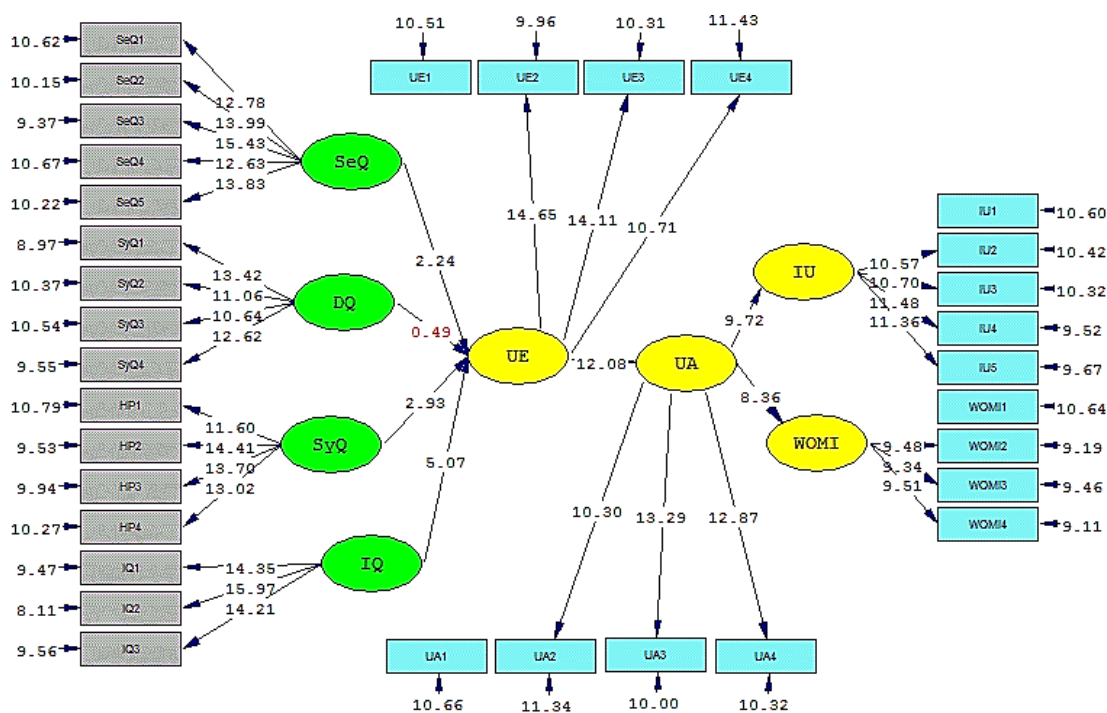 10.51
9.96
10.31
11.43
UE1
UE2
UE3
UE4
10.62
SeQ1
10.15
SeQ2
9.37
SeQ3
10.67
SeQ4
10.22
SeQ5
8.97
SyQ1
10.37
SyQ2
10.54
SyQ3
9.55
SyQ4
10.79
HP1
9.53
HP2
9.94
HP3
10.27
HP4
9.47
IQ1
8.11
IQ2
9.56
IQ3
12.78
13.99
15.43
12.63
13.83
SeQ
13.42
11.06
10.64
12.62
DQ
11.60
14.41
13.70
13.02
SyQ
14.35
15.97
14.21
IQ
2.24
0.49
2.93
5.07
14.65
14.11
10.71
UE
12.08
UA
9.72
8.36
IU
WOMI
10.57
10.70
11.48
11.36
9.48
9.34
9.51
IU1
10.60
IU2
10.42
IU3
10.32
IU4
9.52
IU5
9.67
WOMI1
10.64
WOMI2
9.19
WOMI3
9.46
WOMI4
9.11
10.30
13.29
12.87
UA1
UA2
UA3
UA4
10.66
11.34
10.00
10.32